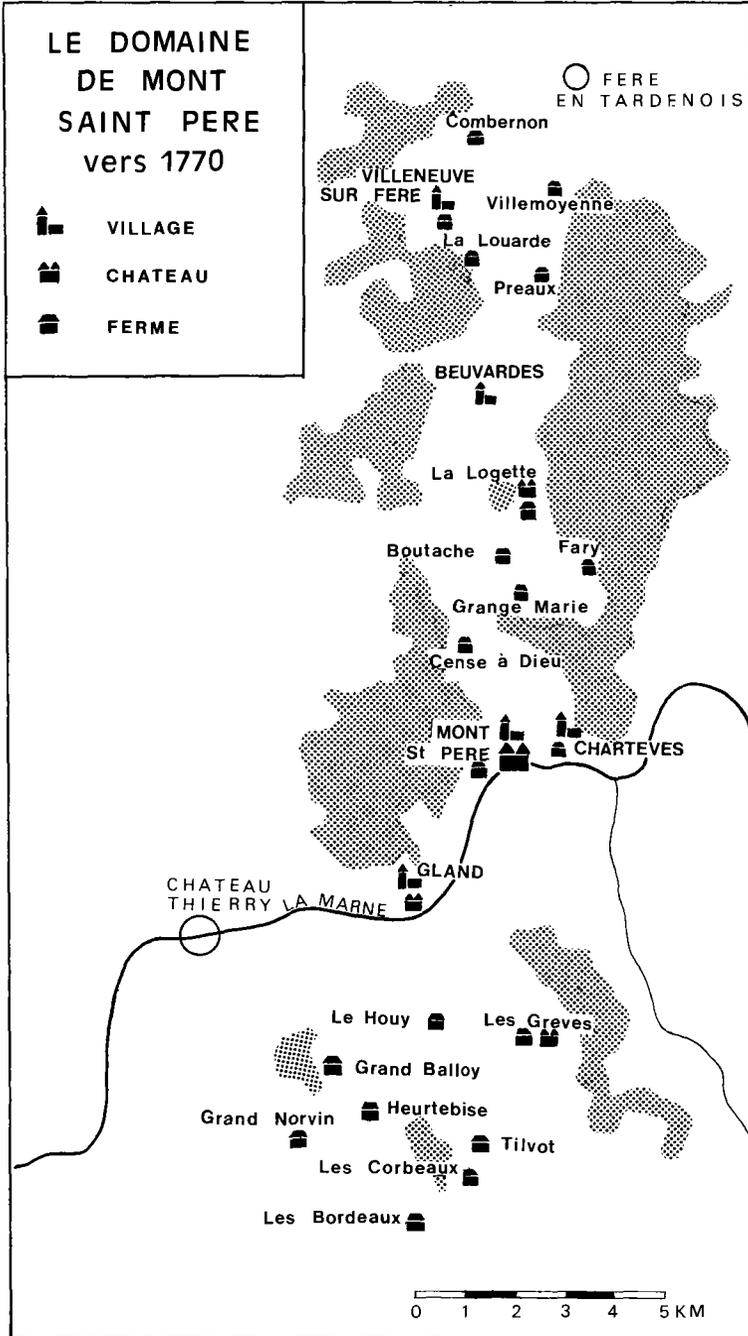 LE DOMAINE
DE MONT
SAINT PERE
vers 1770
VILLAGE
CHATEAU
FERME
FERE
EN TARDENOIS
Combernon
VILLENEUVE
SUR FERE
Villemoyenne
La Louarde
Preaux
BEUVARDES
La Logette
Boutache
Fary
Grange Marie
Cense à Dieu
MONT
St PERE
CHARTEVES
GLAND
CHATEAU
THIERRY
LA MARNE
Le Houy
Les Greves
Grand Balloy
Heurtebise
Grand Norvin
Tilvot
Les Corbeaux
Les Bordeaux
0 1 2 3 4 5 KM